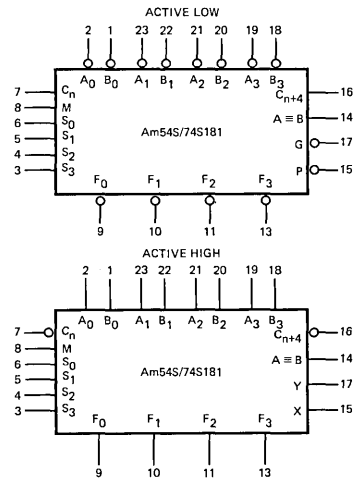 ACTIVE LOW
2 1 23 22 21 20 19 18
A0 B0 A1 B1 A2 B2 A3 B3
7 Cn Cn+4 16
8 M
6 S0 A ≡ B 14
5 S1 Am54S/74S181 G 17
4 S2
3 S3 P 15
F0 F1 F2 F3
9 10 11 13
ACTIVE HIGH
2 1 23 22 21 20 19 18
A0 B0 A1 B1 A2 B2 A3 B3
7 Cn Cn+4 16
8 M
6 S0 A ≡ B 14
5 S1 Am54S/74S181 Y 17
4 S2
3 S3 X 15
F0 F1 F2 F3
9 10 11 13